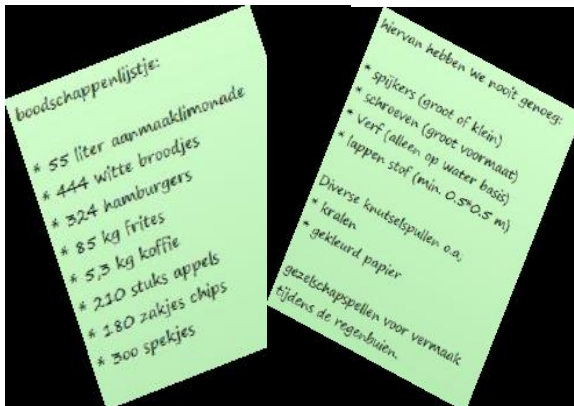 boodschappenlijstje:
* 55 liter aanmaaklimonade
* 444 witte broodjes
* 324 hamburgers
* 85 kg frites
* 5,3 kg koffie
* 210 stuks appels
* 180 zakjes chips
* 300 spekjes
hiervan hebben we nooit genoeg:
* spijkers (groot of klein)
* schroeven (groot voormaat)
* Verf (alleen op water basis)
* lappen stof (min. 0.5*0.5 m)
Diverse knutselspullen o.a;
* kralen
* gekleurd papier
gezelschapspellen voor vermaak
tijdens de regenbuien.